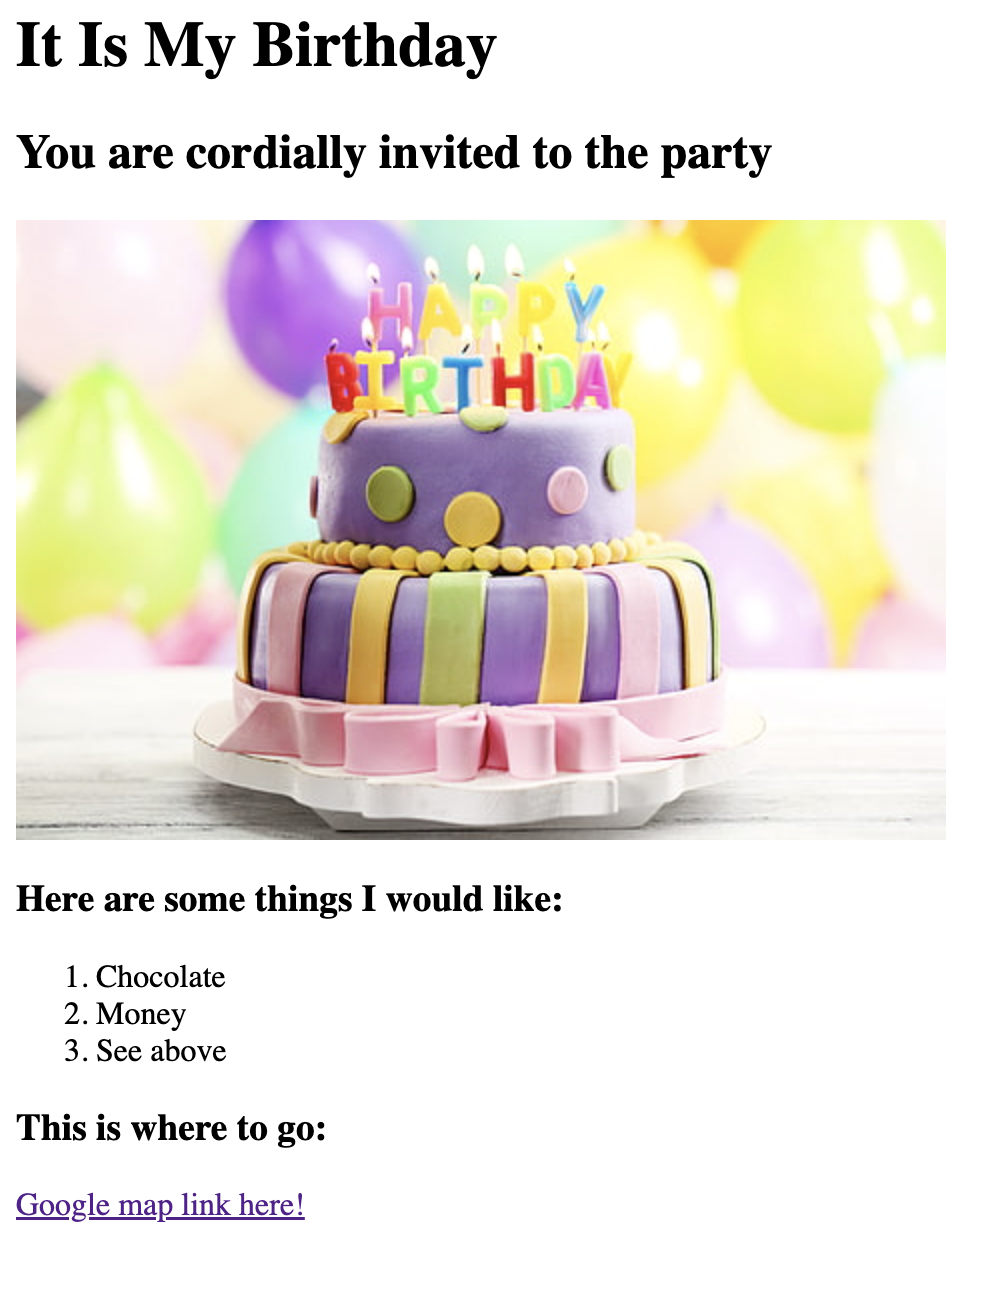 It Is My Birthday
You are cordially invited to the party
HAPPY
BIRTHDAY
Here are some things I would like:
1. Chocolate
2. Money
3. See above
This is where to go:
Google map link here!